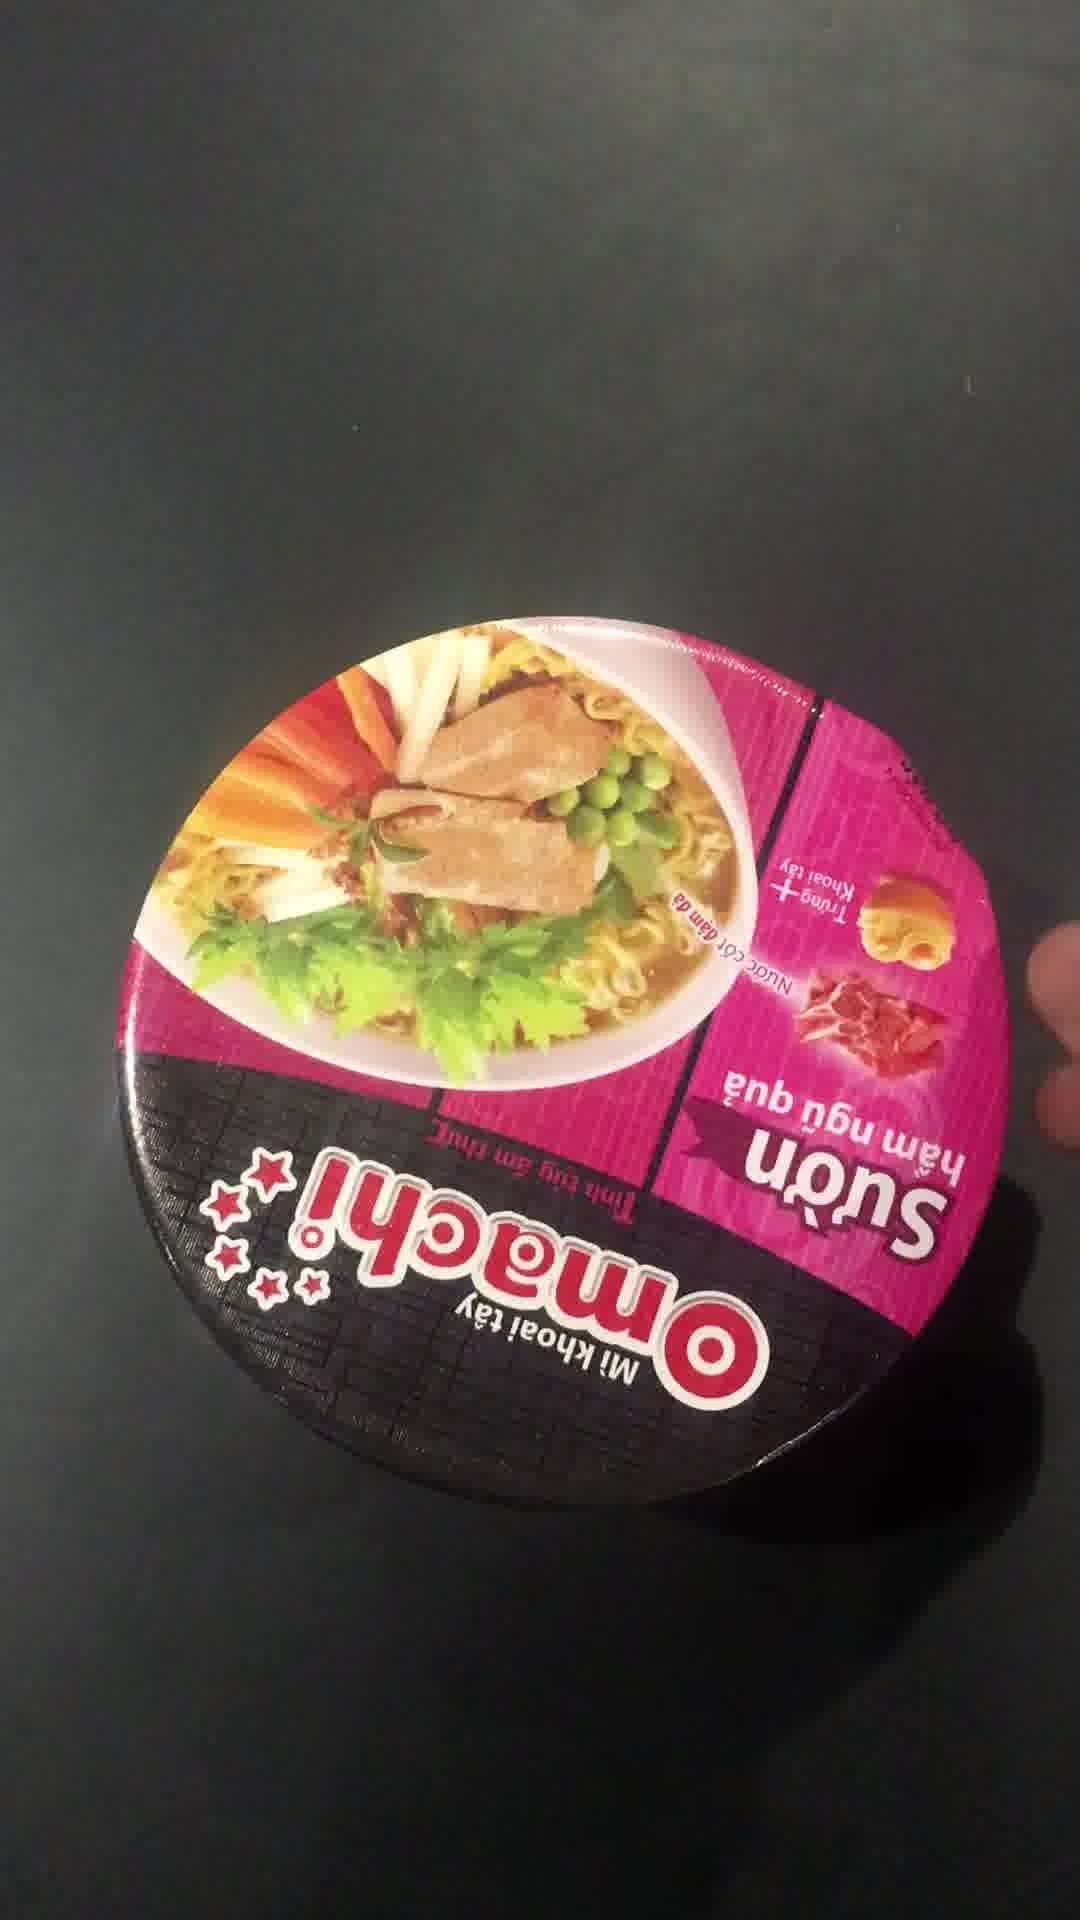 Mì khoai tây
Omachi
Tinh túy ẩm thực
Sườn
hầm ngũ quả
Nước cốt đậm đà
Trứng +
Khoai tây